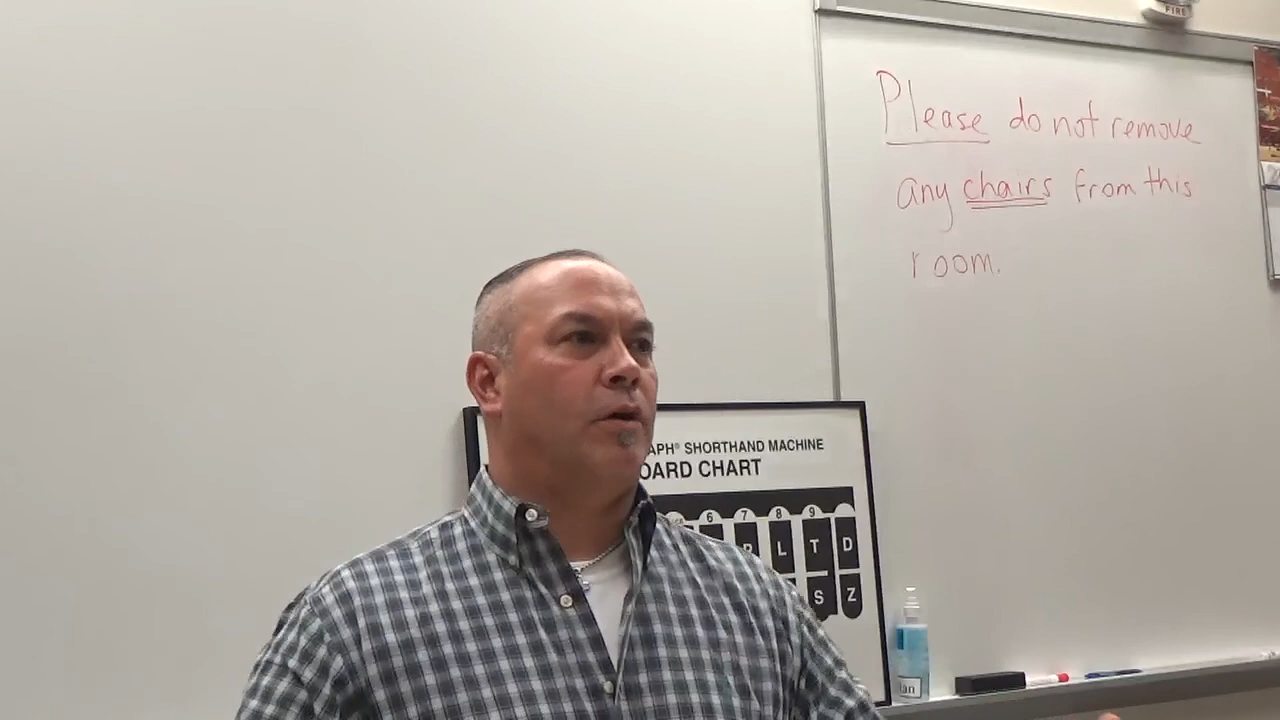 FIRE
Please do not remove
any chairs from this
room.
APH® SHORTHAND MACHINE
OARD CHART
6 7 8 9
L T D
S Z